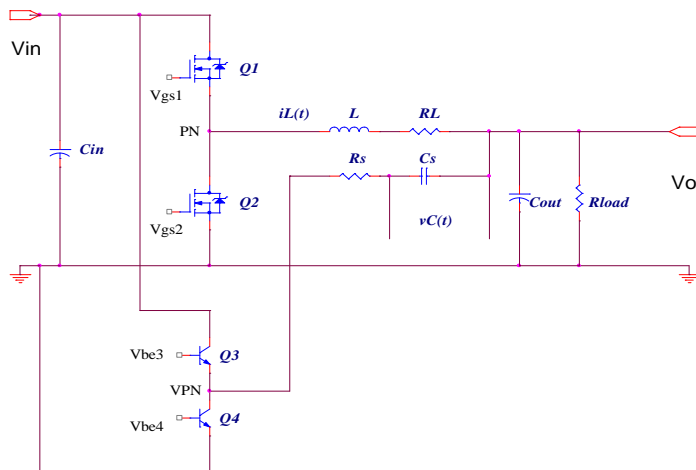 Vin
Q1
Vgs1
iL(t)
L
RL
PN
Cin
Rs
Cs
Vo
Q2
Cout
Rload
Vgs2
vC(t)
Vbe3
Q3
VPN
Vbe4
Q4